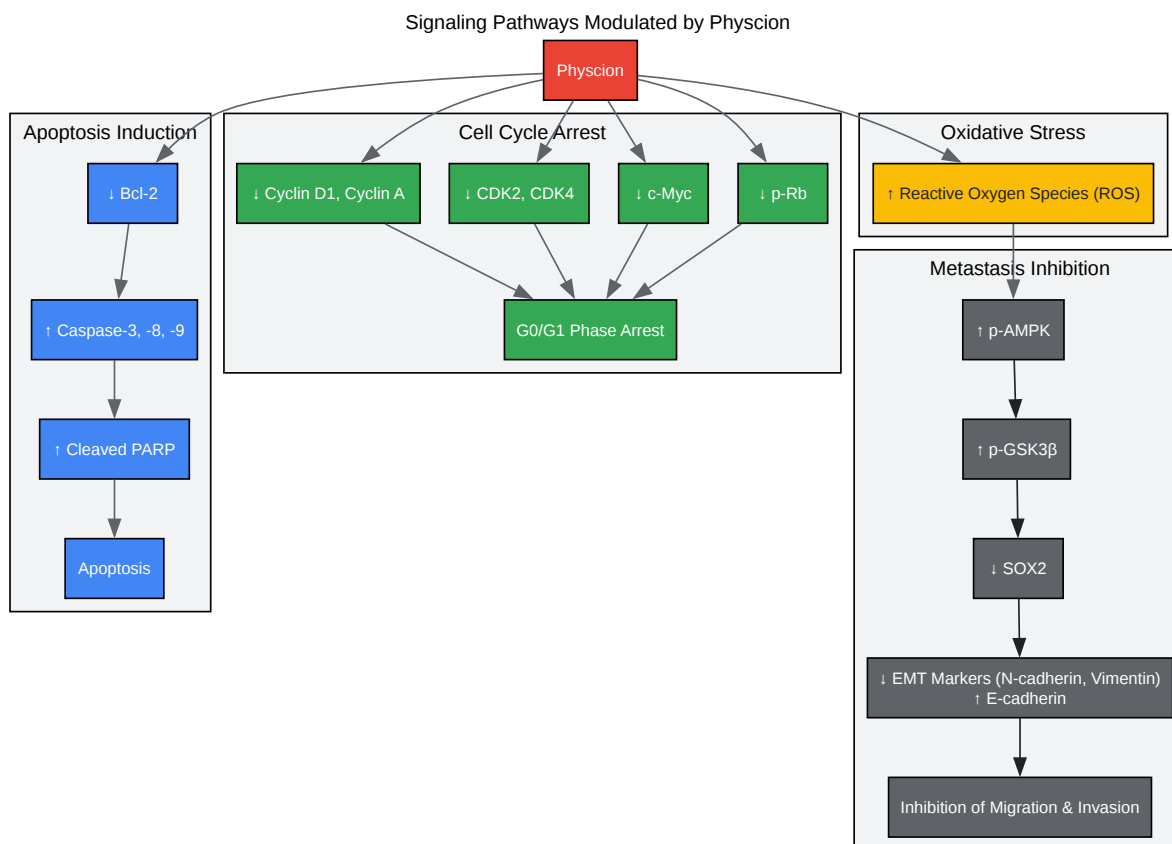 Signaling Pathways Modulated by Physcion
Physcion
Apoptosis Induction
Cell Cycle Arrest
Oxidative Stress
↓ Bcl-2
↓ Cyclin D1, Cyclin A
↓ CDK2, CDK4
↓ c-Myc
↓ p-Rb
↑ Reactive Oxygen Species (ROS)
Metastasis Inhibition
↑ Caspase-3, -8, -9
G0/G1 Phase Arrest
↑ p-AMPK
↑ Cleaved PARP
↑ p-GSK3β
Apoptosis
↓ SOX2
↓ EMT Markers (N-cadherin, Vimentin)
↑ E-cadherin
Inhibition of Migration & Invasion